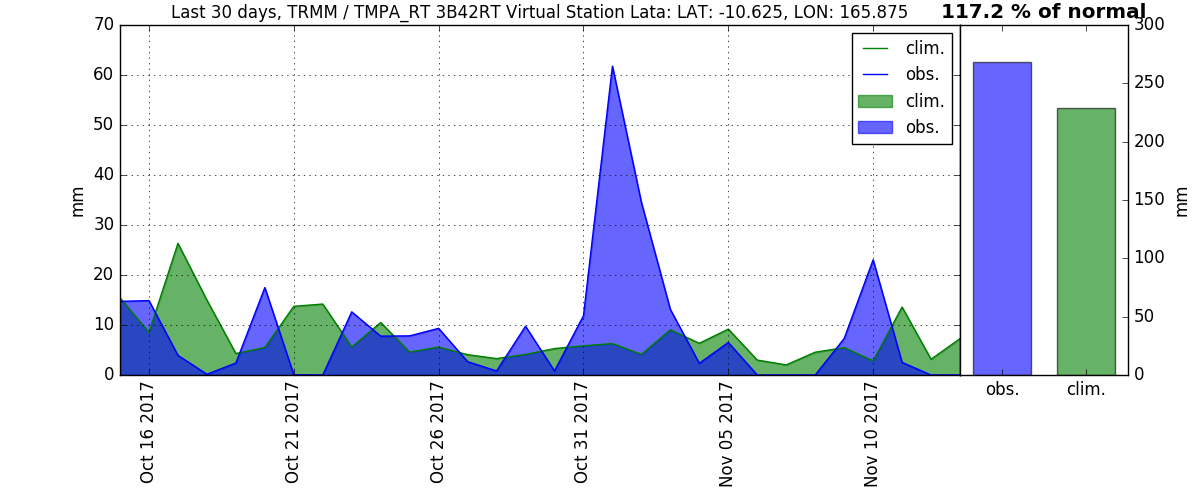 Last 30 days, TRMM / TMPA_RT 3B42RT Virtual Station Lata: LAT: -10.625, LON: 165.875
117.2 % of normal
70
60
50
40
30
20
10
0
mm
clim.
obs.
clim.
obs.
Oct 16 2017
Oct 21 2017
Oct 26 2017
Oct 31 2017
Nov 05 2017
Nov 10 2017
300
250
200
150
100
50
0
mm
obs.
clim.